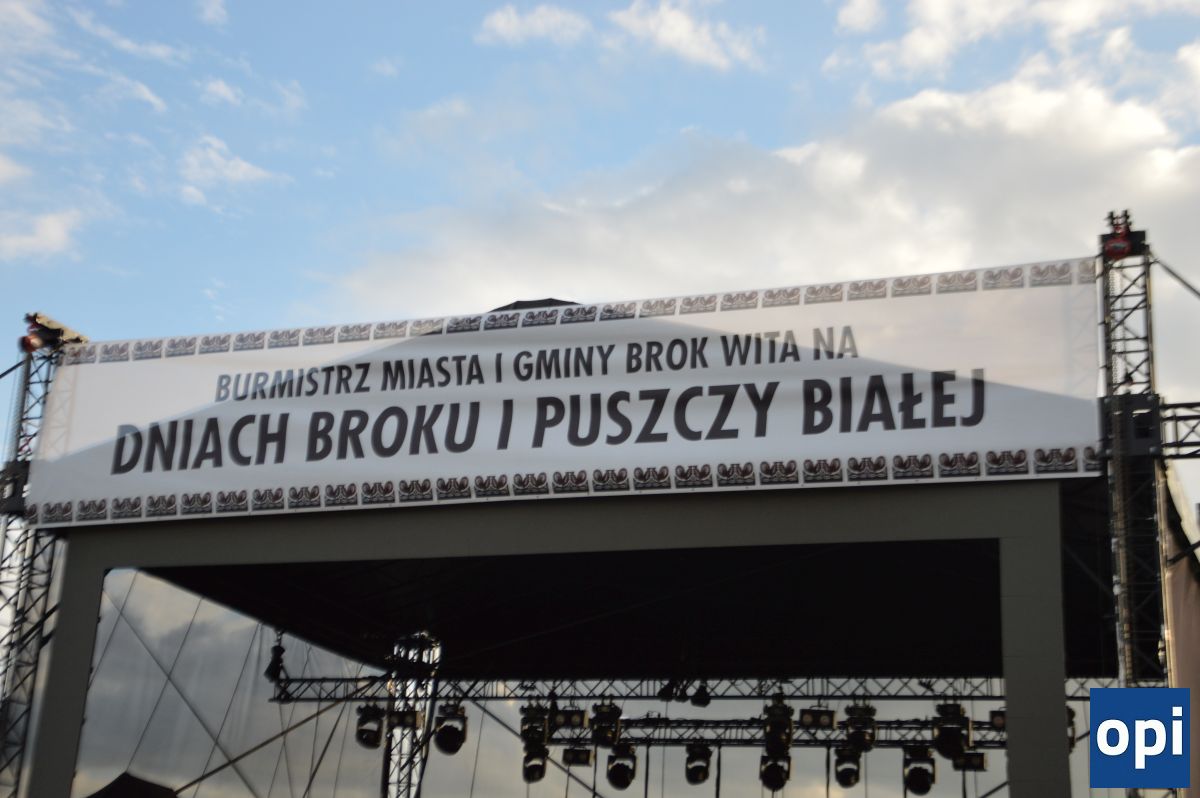 BURMISTRZ MIASTA I GMINY BROK WITA NA
DNIACH BROKU I PUSZCZY BIAŁEJ
opi